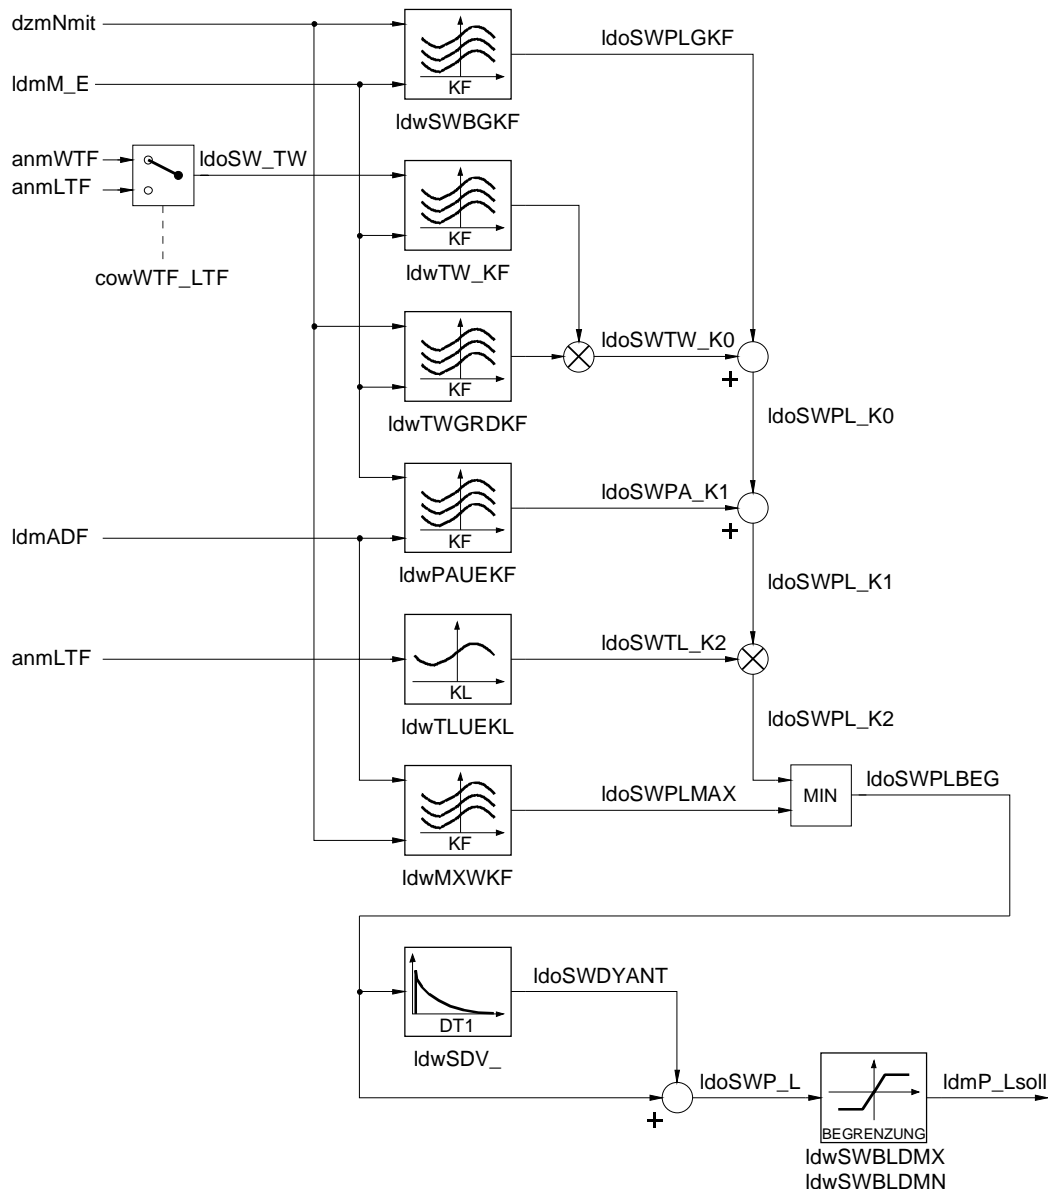 dzmNmit
ldoSWPLGKF
ldmM_E
KF
ldwSWBGKF
anmWTF
ldoSW_TW
anmLTF
KF
cowWTF_LTF
ldwTW_KF
ldoSWTW_K0
+
KF
ldwTWGRDKF
ldoSWPL_K0
ldoSWPA_K1
+
ldmADF
KF
ldwPAUEKF
ldoSWPL_K1
ldoSWTL_K2
anmLTF
KL
ldwTLUEKL
ldoSWPL_K2
ldoSWPLBEG
ldoSWPLMAX
MIN
KF
ldwMXWKF
ldoSWDYANT
DT1
ldwSDV_
ldoSWP_L
ldmP_Lsoll
+
BEGRENZUNG
ldwSWBLDMX
ldwSWBLDMN